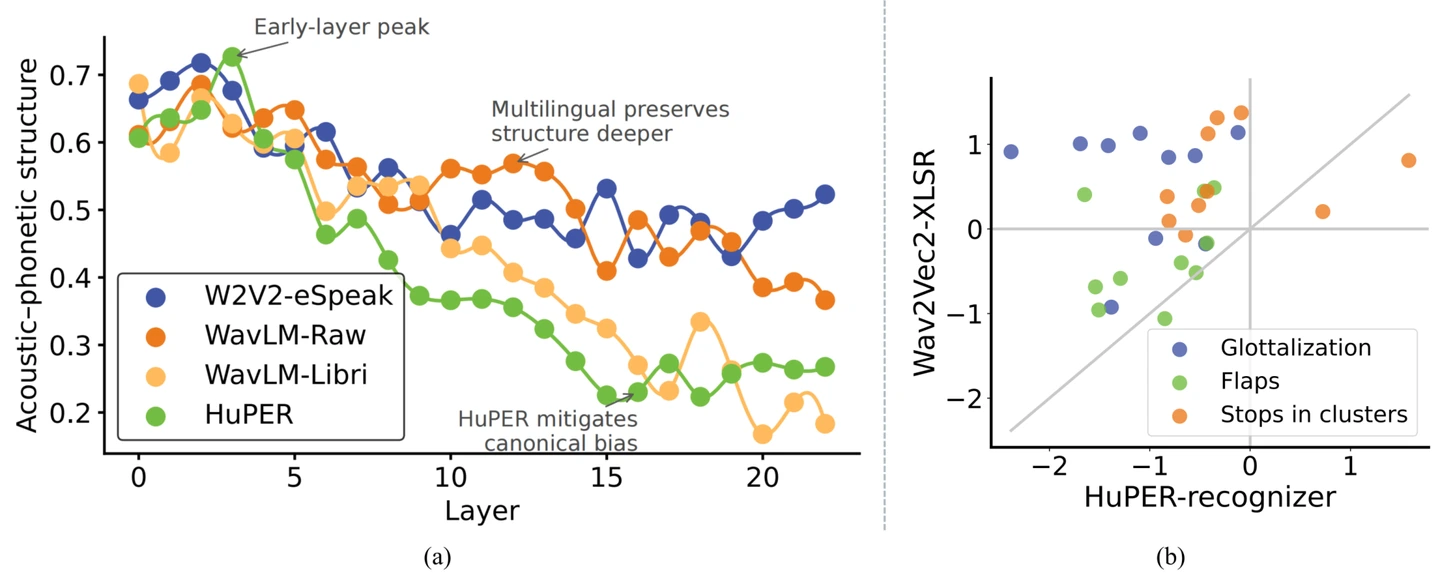 Early-layer peak
Acoustic–phonetic structure
0.7
0.6
0.5
0.4
0.3
0.2
Multilingual preserves
structure deeper
W2V2-eSpeak
WavLM-Raw
WavLM-Libri
HuPER
HuPER mitigates
canonical bias
0
5
10
15
20
Layer
(a)
Wav2Vec2-XLSR
1
0
−1
−2
Glottalization
Flaps
Stops in clusters
−2
−1
0
1
HuPER-recognizer
(b)